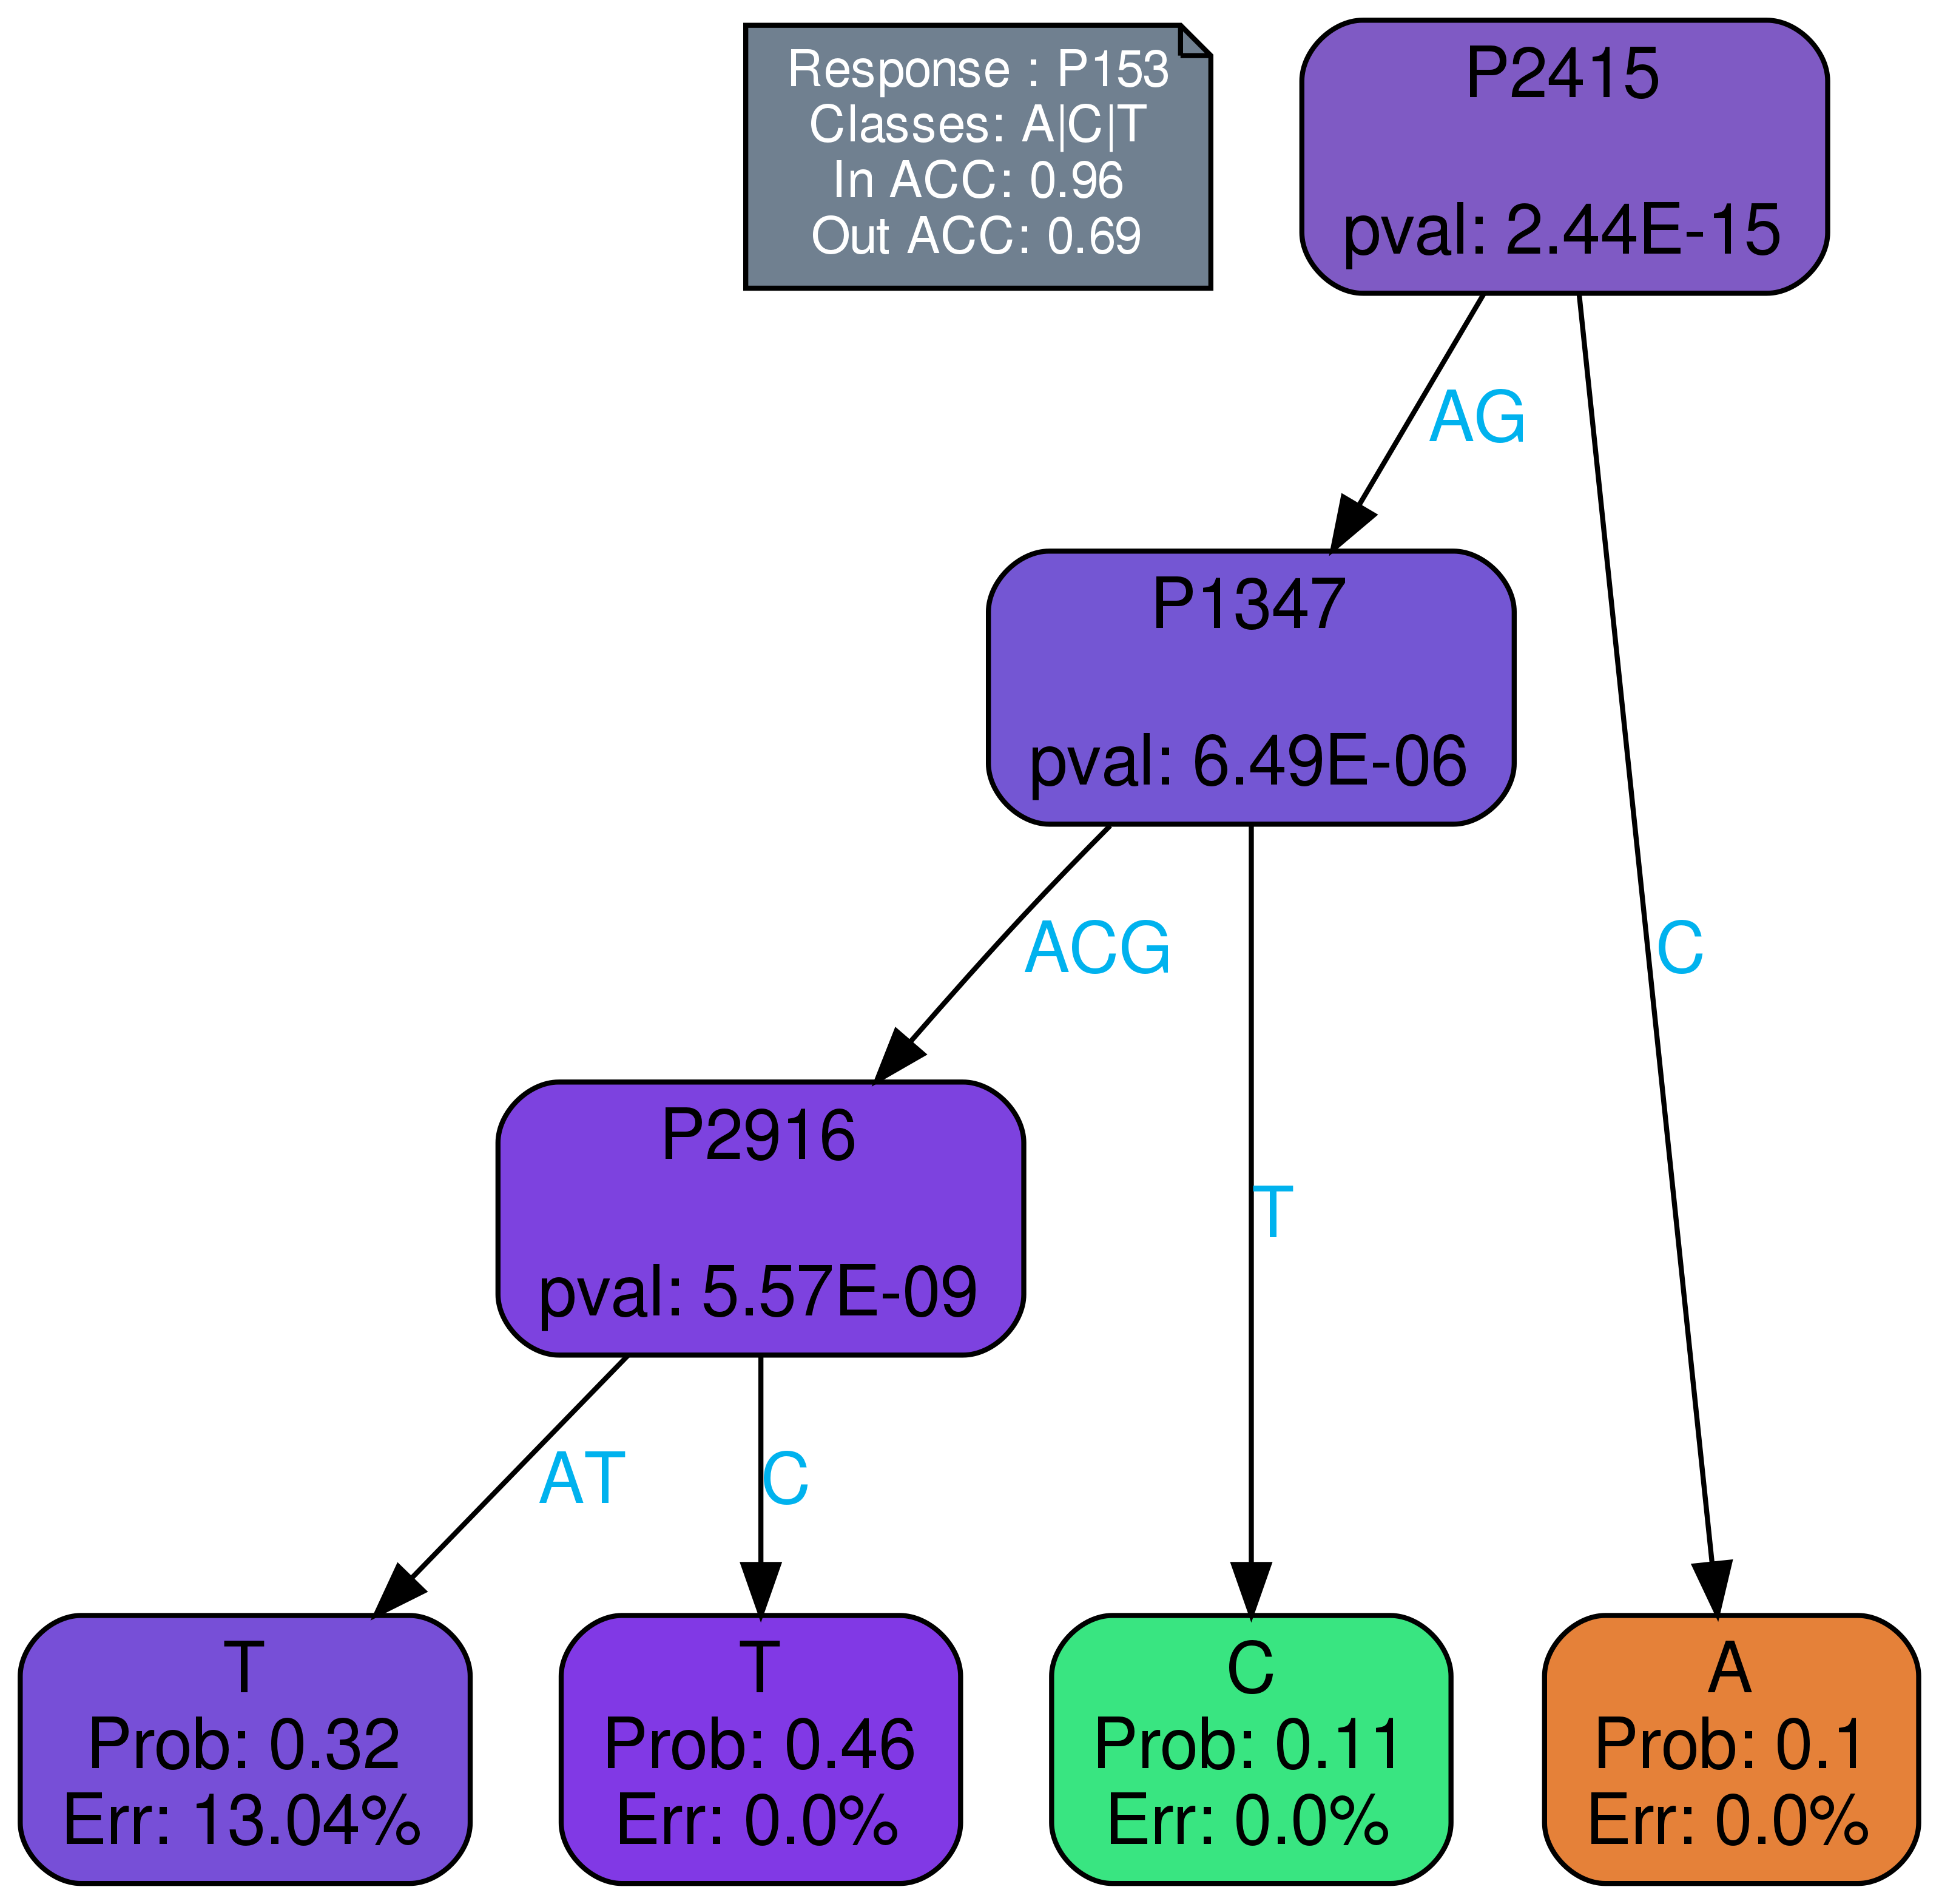 Response : P153
Classes: A|C|T
In ACC: 0.96
Out ACC: 0.69
P2415
pval: 2.44E-15
AG
P1347
pval: 6.49E-06
ACG
C
P2916
pval: 5.57E-09
T
AT
C
T
Prob: 0.32
Err: 13.04%
T
Prob: 0.46
Err: 0.0%
C
Prob: 0.11
Err: 0.0%
A
Prob: 0.1
Err: 0.0%